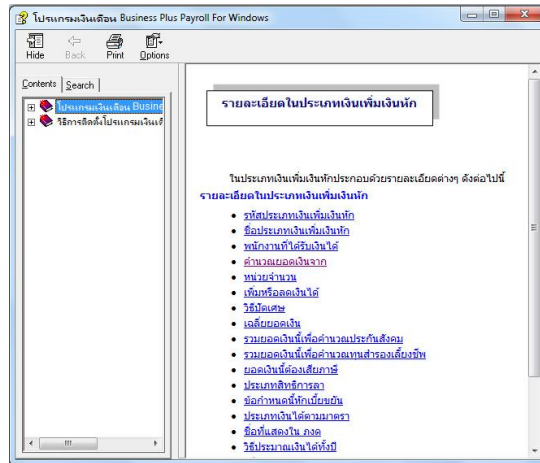 โปรแกรมเงินเดือน Business Plus Payroll For Windows
Hide Back Print Options
Contents Search
โปรแกรมเงินเดือน Busine
วิธีการติดตั้งโปรแกรมเงินเดื
รายละเอียดในประเภทเงินเพิ่มเงินหัก
ในประเภทเงินเพิ่มเงินหักประกอบด้วยรายละเอียดต่างๆ ดังต่อไปนี้
รายละเอียดในประเภทเงินเพิ่มเงินหัก
รหัสประเภทเงินเพิ่มเงินหัก
ชื่อประเภทเงินเพิ่มเงินหัก
พนักงานที่ได้รับเงินได้
คำนวณยอดเงินจาก
หน่วยจำนวน
เพิ่มหรือลดเงินได้
วิธีปัดเศษ
เฉลี่ยยอดเงิน
รวมยอดเงินนี้เพื่อคำนวณประกันสังคม
รวมยอดเงินนี้เพื่อคำนวณทุนสำรองเลี้ยงชีพ
ยอดเงินนี้ต้องเสียภาษี
ประเภทสิทธิการลา
ข้อกำหนดนี้หักเบี้ยขยัน
ประเภทเงินได้ตามมาตรา
ชื่อที่แสดงใน ภงด
วิธีประมาณเงินได้ทั้งปี